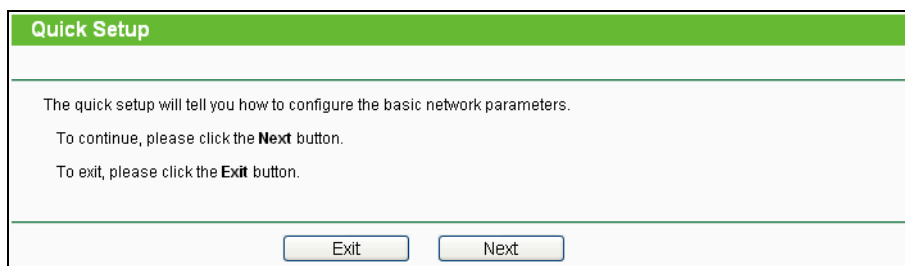 Quick Setup
The quick setup will tell you how to configure the basic network parameters.
To continue, please click the Next button.
To exit, please click the Exit button.
Exit Next